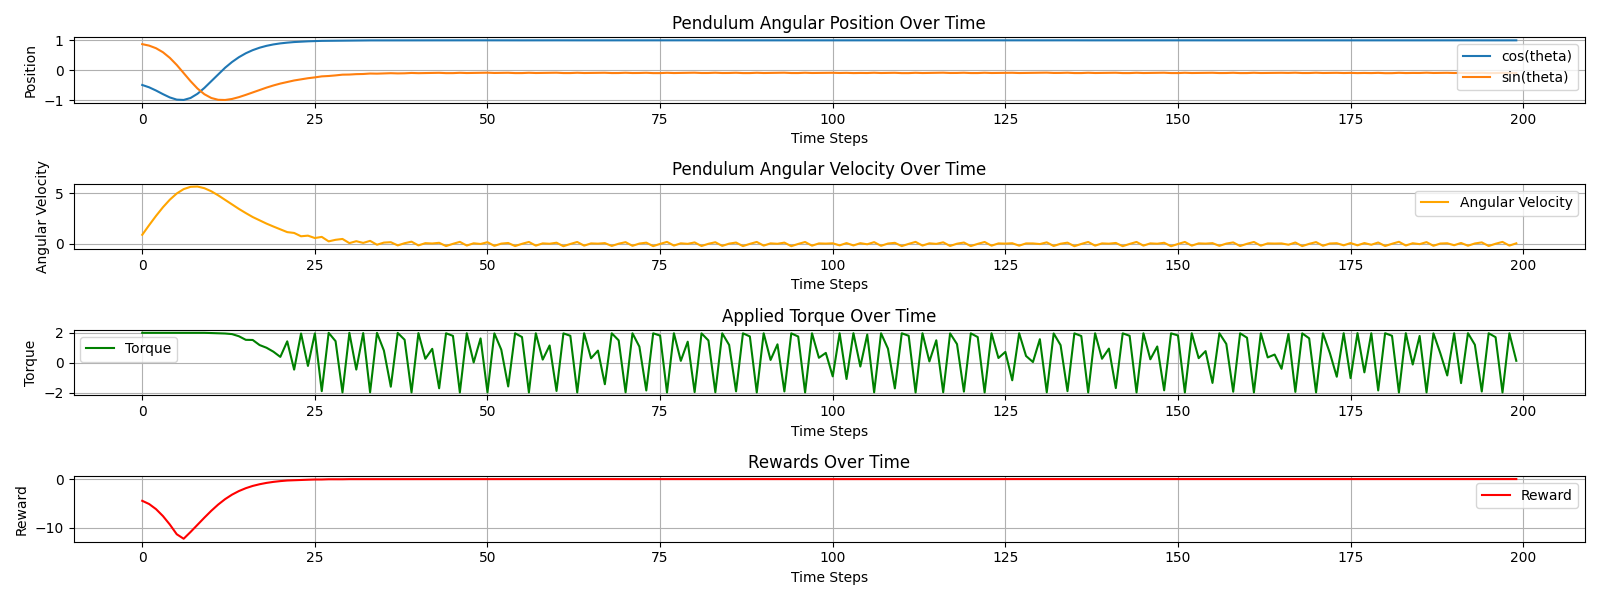 Pendulum Angular Position Over Time
Position
1
0
−1
cos(theta)
sin(theta)
0 25 50 75 100 125 150 175 200
Time Steps
Pendulum Angular Velocity Over Time
Angular Velocity
5
0
Angular Velocity
0 25 50 75 100 125 150 175 200
Time Steps
Applied Torque Over Time
Torque
2
0
−2
Torque
0 25 50 75 100 125 150 175 200
Time Steps
Rewards Over Time
Reward
0
−10
Reward
0 25 50 75 100 125 150 175 200
Time Steps